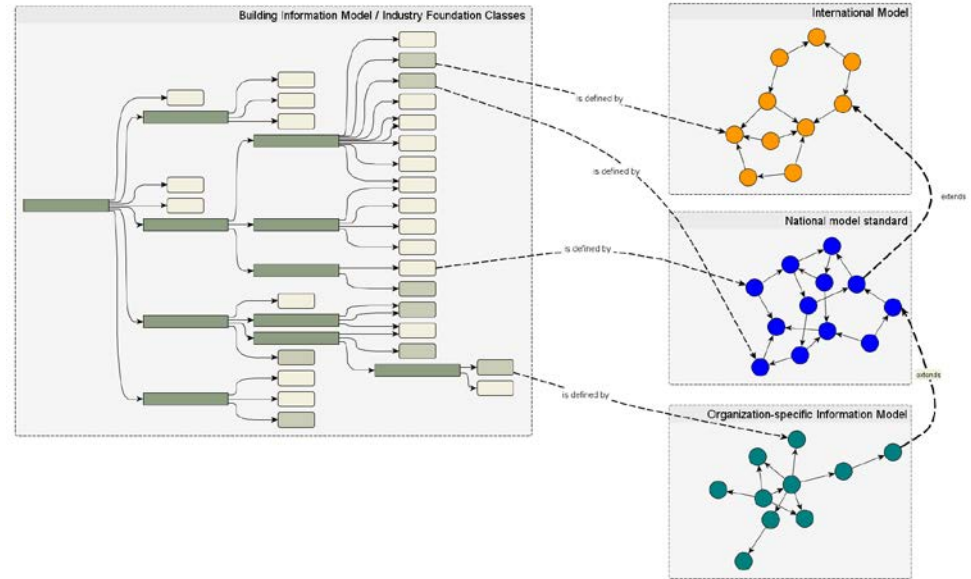 Building Information Model / Industry Foundation Classes
International Model
is defined by
is defined by
extends
National model standard
is defined by
extends
is defined by
Organization-specific Information Model